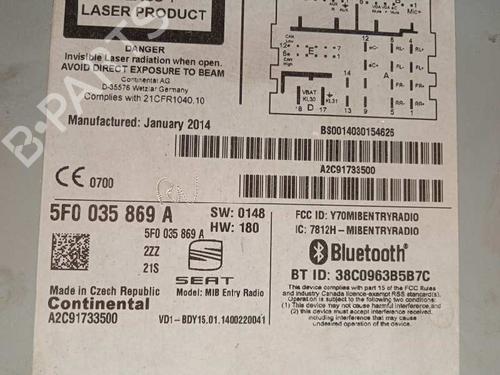 LASER PRODUCT
DANGER
Invisible Laser radiation when open.
AVOID DIRECT EXPOSURE TO BEAM
Continental AG
D-35576 Wetzlar Germany
Complies with 21CFR1040.10
Manufactured: January 2014
BS0014030154626
A2C91733500
CE 0700
5F0 035 869 A
SW: 0148
HW: 180
5F0 035 869 A
2ZZ
21S
SEAT
Model: MIB Entry Radio
Made in Czech Republic
Continental
A2C91733500
VD1-BDY15.01.1400220041
FCC ID: Y70MIBENTRYRADIO
IC: 7812H-MIBENTRYRADIO
Bluetooth
BT ID: 38C0963B5B7C
This device complies with part 15 of the FCC Rules
and industrie Canada licence-exempt RSS standard(s).
Operation is subject to the following two conditions:
(1) This device may not cause harmful interference, and
(2) this device must accept interference received,
including interference that may cause
undesired operation of the device.
B-PARTS